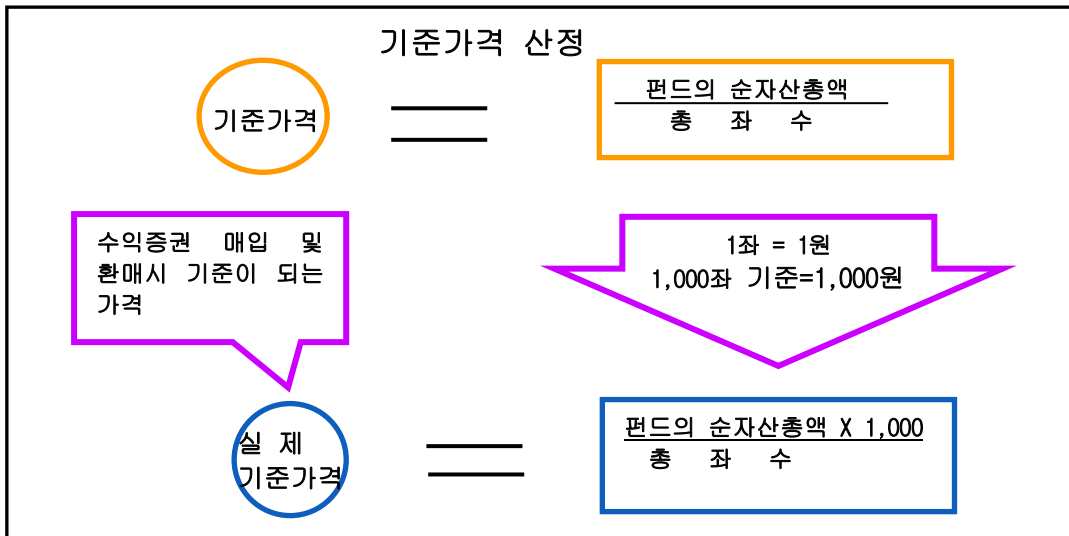 기준가격 산정
기준가격
펀드의 순자산총액
총 좌 수
수익증권 매입 및
환매시 기준이 되는
가격
1좌 = 1원
1,000좌 기준=1,000원
실 제
기준가격
펀드의 순자산총액 X 1,000
총 좌 수